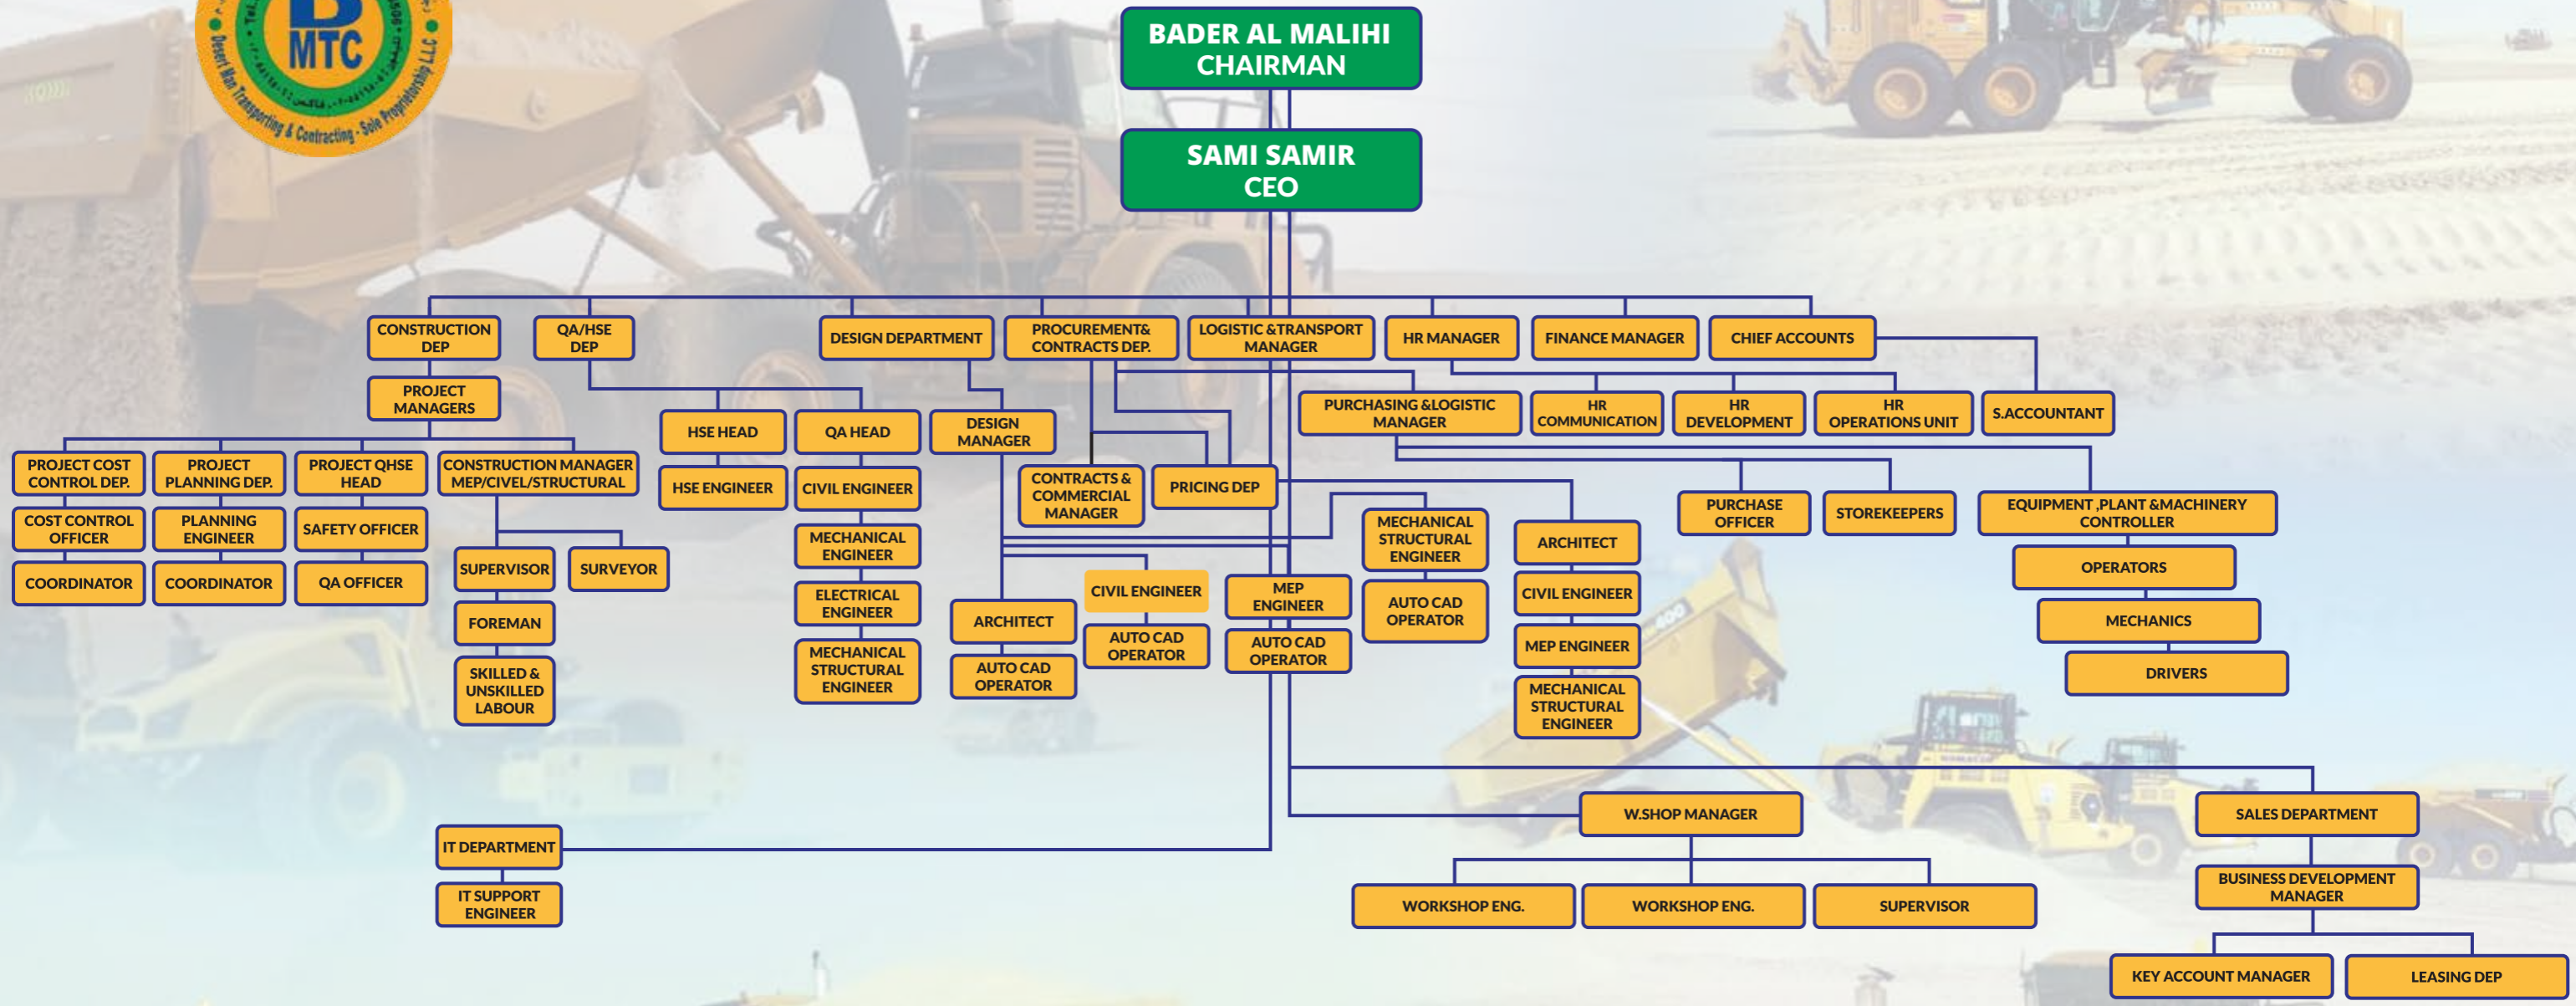 B
MTC
Desert Man Transporting & Contracting - Sole Proprietorship L.L.C
BADER AL MALIHI
CHAIRMAN
SAMI SAMIR
CEO
CONSTRUCTION
DEP
QA/HSE
DEP
DESIGN DEPARTMENT
PROCUREMENT&
CONTRACTS DEP.
LOGISTIC &TRANSPORT
MANAGER
HR MANAGER
FINANCE MANAGER
CHIEF ACCOUNTS
PROJECT
MANAGERS
HSE HEAD
QA HEAD
DESIGN
MANAGER
PURCHASING &LOGISTIC
MANAGER
HR
COMMUNICATION
HR
DEVELOPMENT
HR
OPERATIONS UNIT
S.ACCOUNTANT
PROJECT COST
CONTROL DEP.
PROJECT
PLANNING DEP.
PROJECT QHSE
HEAD
CONSTRUCTION MANAGER
MEP/CIVEL/STRUCTURAL
HSE ENGINEER
CIVIL ENGINEER
CONTRACTS &
COMMERCIAL
MANAGER
PRICING DEP
PURCHASE
OFFICER
STOREKEEPERS
EQUIPMENT ,PLANT &MACHINERY
CONTROLLER
COST CONTROL
OFFICER
PLANNING
ENGINEER
SAFETY OFFICER
MECHANICAL
ENGINEER
MECHANICAL
STRUCTURAL
ENGINEER
ARCHITECT
OPERATORS
COORDINATOR
COORDINATOR
QA OFFICER
SUPERVISOR
SURVEYOR
ELECTRICAL
ENGINEER
CIVIL ENGINEER
MEP
ENGINEER
AUTO CAD
OPERATOR
CIVIL ENGINEER
MECHANICS
FOREMAN
ARCHITECT
AUTO CAD
OPERATOR
AUTO CAD
OPERATOR
MEP ENGINEER
DRIVERS
SKILLED &
UNSKILLED
LABOUR
MECHANICAL
STRUCTURAL
ENGINEER
AUTO CAD
OPERATOR
MECHANICAL
STRUCTURAL
ENGINEER
W.SHOP MANAGER
SALES DEPARTMENT
IT DEPARTMENT
IT SUPPORT
ENGINEER
WORKSHOP ENG.
WORKSHOP ENG.
SUPERVISOR
BUSINESS DEVELOPMENT
MANAGER
KEY ACCOUNT MANAGER
LEASING DEP